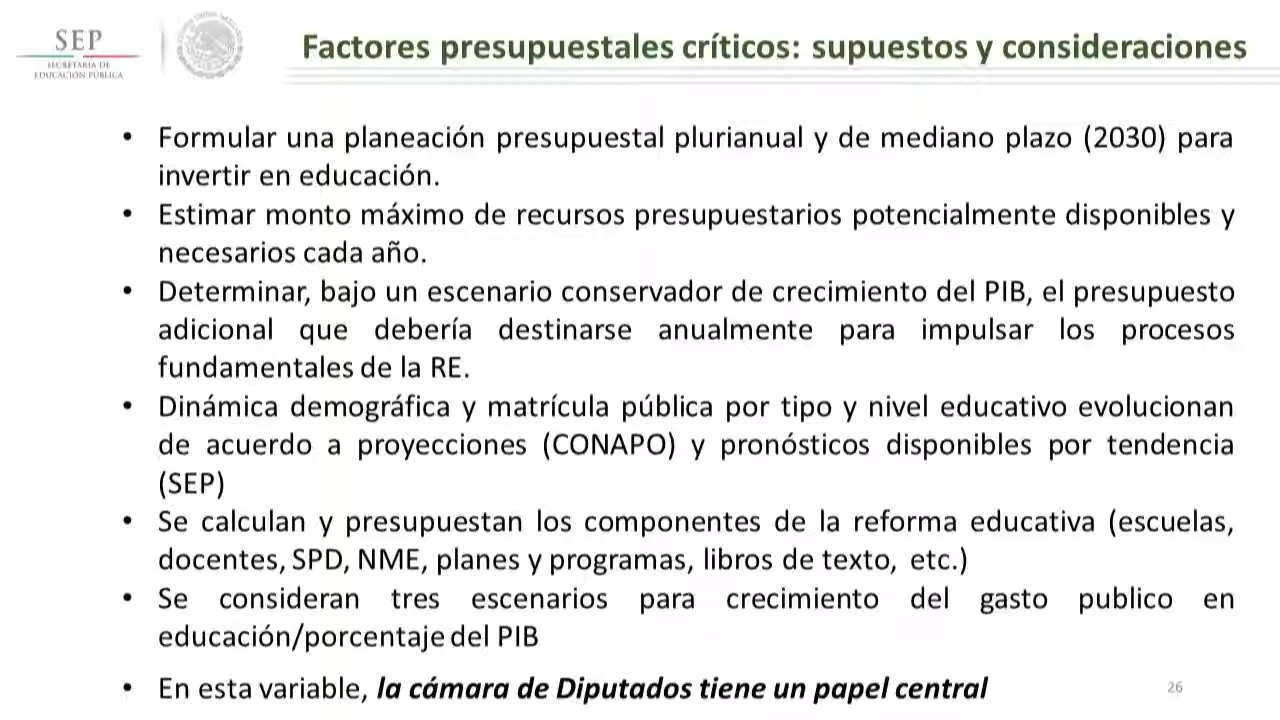 SEP
SECRETARÍA DE
EDUCACIÓN PÚBLICA
Factores presupuestales críticos: supuestos y consideraciones
• Formular una planeación presupuestal plurianual y de mediano plazo (2030) para
invertir en educación.
• Estimar monto máximo de recursos presupuestarios potencialmente disponibles y
necesarios cada año.
• Determinar, bajo un escenario conservador de crecimiento del PIB, el presupuesto
adicional que debería destinarse anualmente para impulsar los procesos
fundamentales de la RE.
• Dinámica demográfica y matrícula pública por tipo y nivel educativo evolucionan
de acuerdo a proyecciones (CONAPO) y pronósticos disponibles por tendencia
(SEP)
• Se calculan y presupuestan los componentes de la reforma educativa (escuelas,
docentes, SPD, NME, planes y programas, libros de texto, etc.)
• Se consideran tres escenarios para crecimiento del gasto publico en
educación/porcentaje del PIB
• En esta variable, la cámara de Diputados tiene un papel central
26